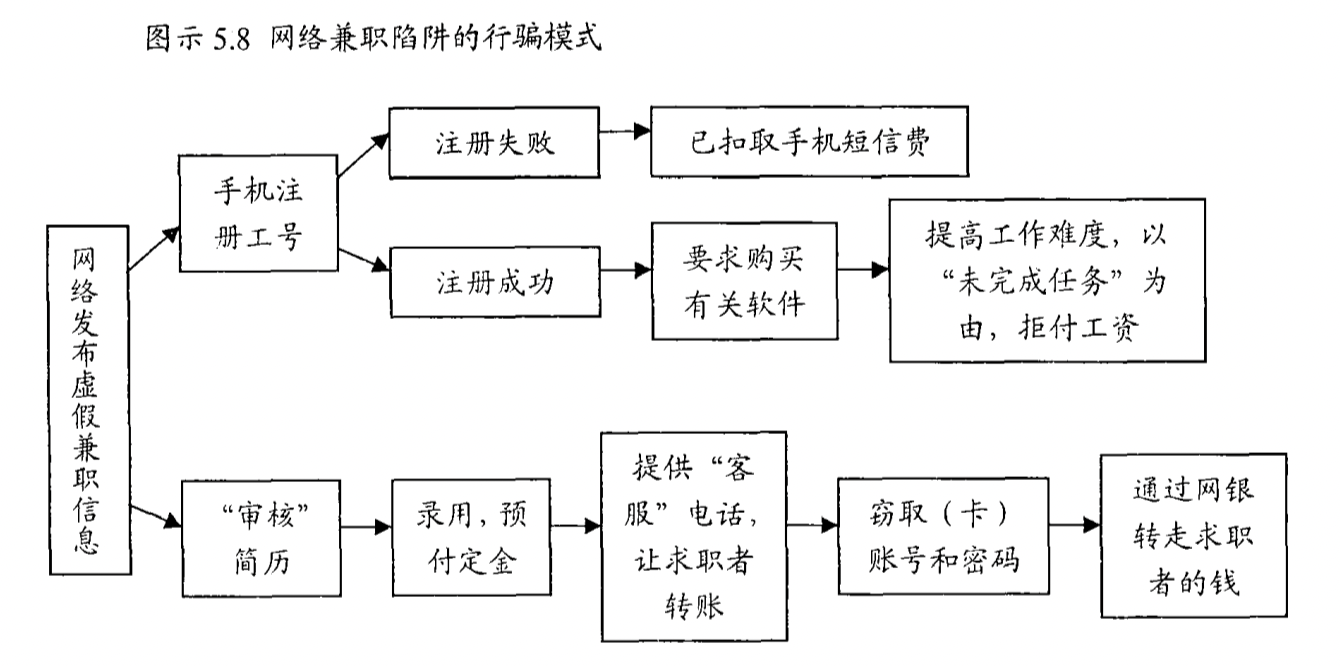 图示 5.8 网络兼职陷阱的行骗模式
网络发布虚假兼职信息
手机注
册工号
注册失败
已扣取手机短信费
注册成功
要求购买
有关软件
提高工作难度，以
“未完成任务”为
由，拒付工资
“审核”
简历
录用，预
付定金
提供“客
服”电话，
让求职者
转账
窃取（卡）
账号和密码
通过网银
转走求职
者的钱